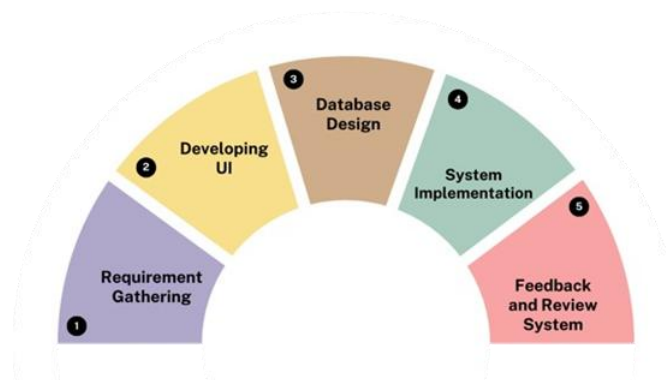 1
Requirement
Gathering
2
Developing
UI
3
Database
Design
4
System
Implementation
5
Feedback
and Review
System